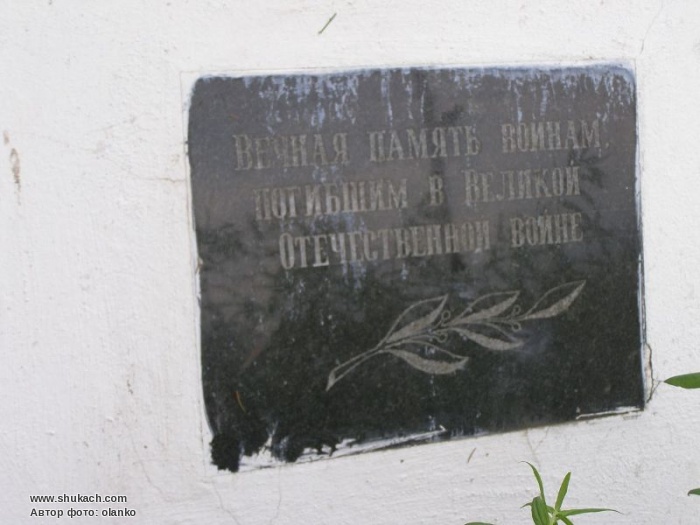 Вечная память воинам
погибшим в Великой
Отечественной войне
www.shukach.com
Автор фото: olanko